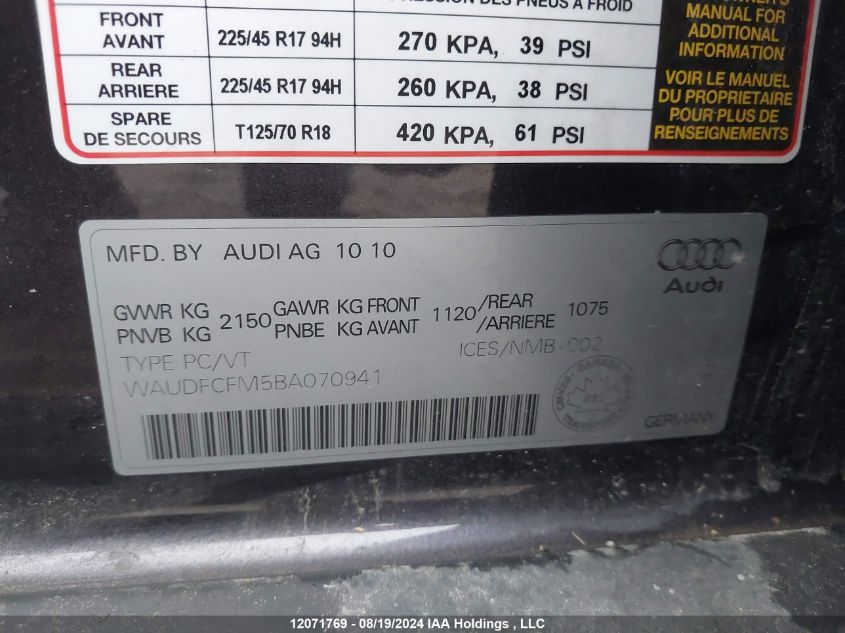 PRESSION DES PNEUS A FROID
FRONT
AVANT
225/45 R17 94H
270 KPA, 39 PSI
REAR
ARRIERE
225/45 R17 94H
260 KPA, 38 PSI
SPARE
DE SECOURS
T125/70 R18
420 KPA, 61 PSI
OWNER'S
MANUAL FOR
ADDITIONAL
INFORMATION
VOIR LE MANUEL
DU PROPRIETAIRE
POUR PLUS DE
RENSEIGNEMENTS
MFD. BY AUDI AG 10 10
Audi
GVWR KG 2150 GAWR KG FRONT 1120 /REAR 1075
PNVB KG PNBE KG AVANT /ARRIERE
TYPE PC/VT ICES/NMB-002
WAUDFCFM5BA070941
CANADA
TRANSPORT
GERMANY
12071769 - 08/19/2024 IAA Holdings , LLC